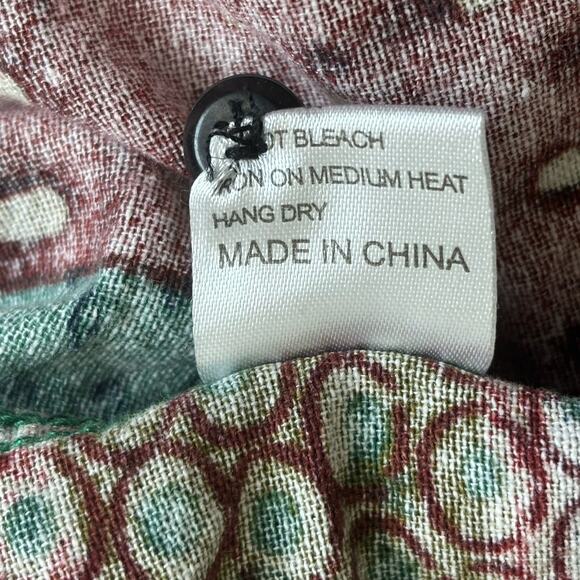 BLEACH
ON MEDIUM HEAT
HANG DRY
MADE IN CHINA